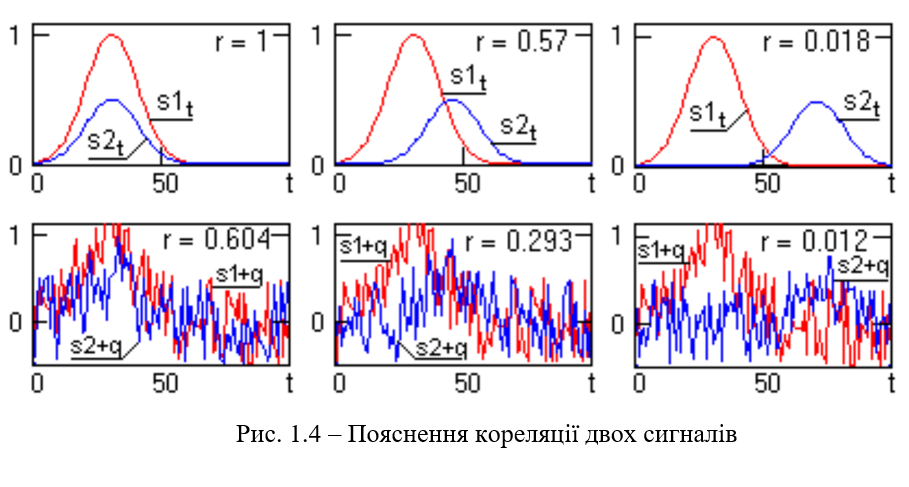 1 r = 1
s1t
s2t
0
0 50 t
1 r = 0.57
s1t
s2t
0
0 50 t
1 r = 0.018
s1t s2t
0
0 50 t
1 r = 0.604
s1+q
0
s2+q
0 50 t
1 s1+q r = 0.293
0
s2+q
0 50 t
1 s1+q r = 0.012
s2+q
0
0 50 t
Рис. 1.4 – Пояснення кореляції двох сигналів